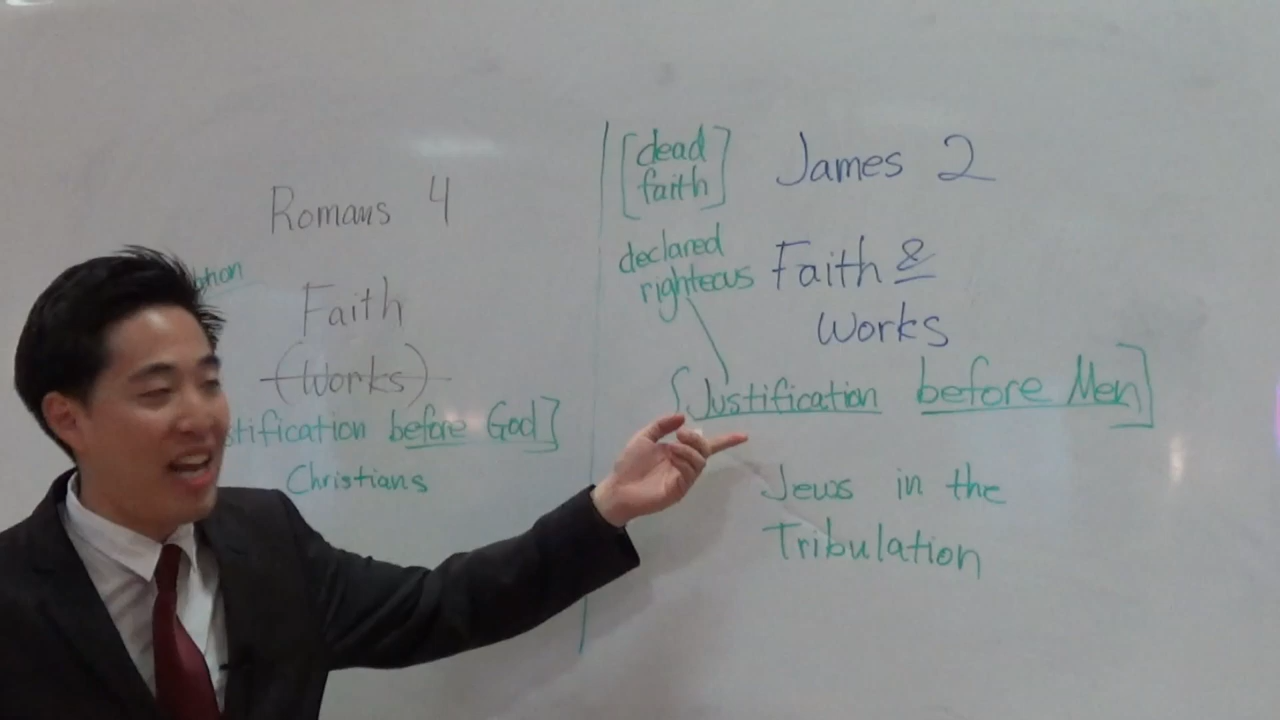 Romans 4
Faith
(Works)
before God]
Christians
[dead
faith]
James 2
declared
righteous
Faith &
Works
[Justification before Men]
Jews in the
Tribulation